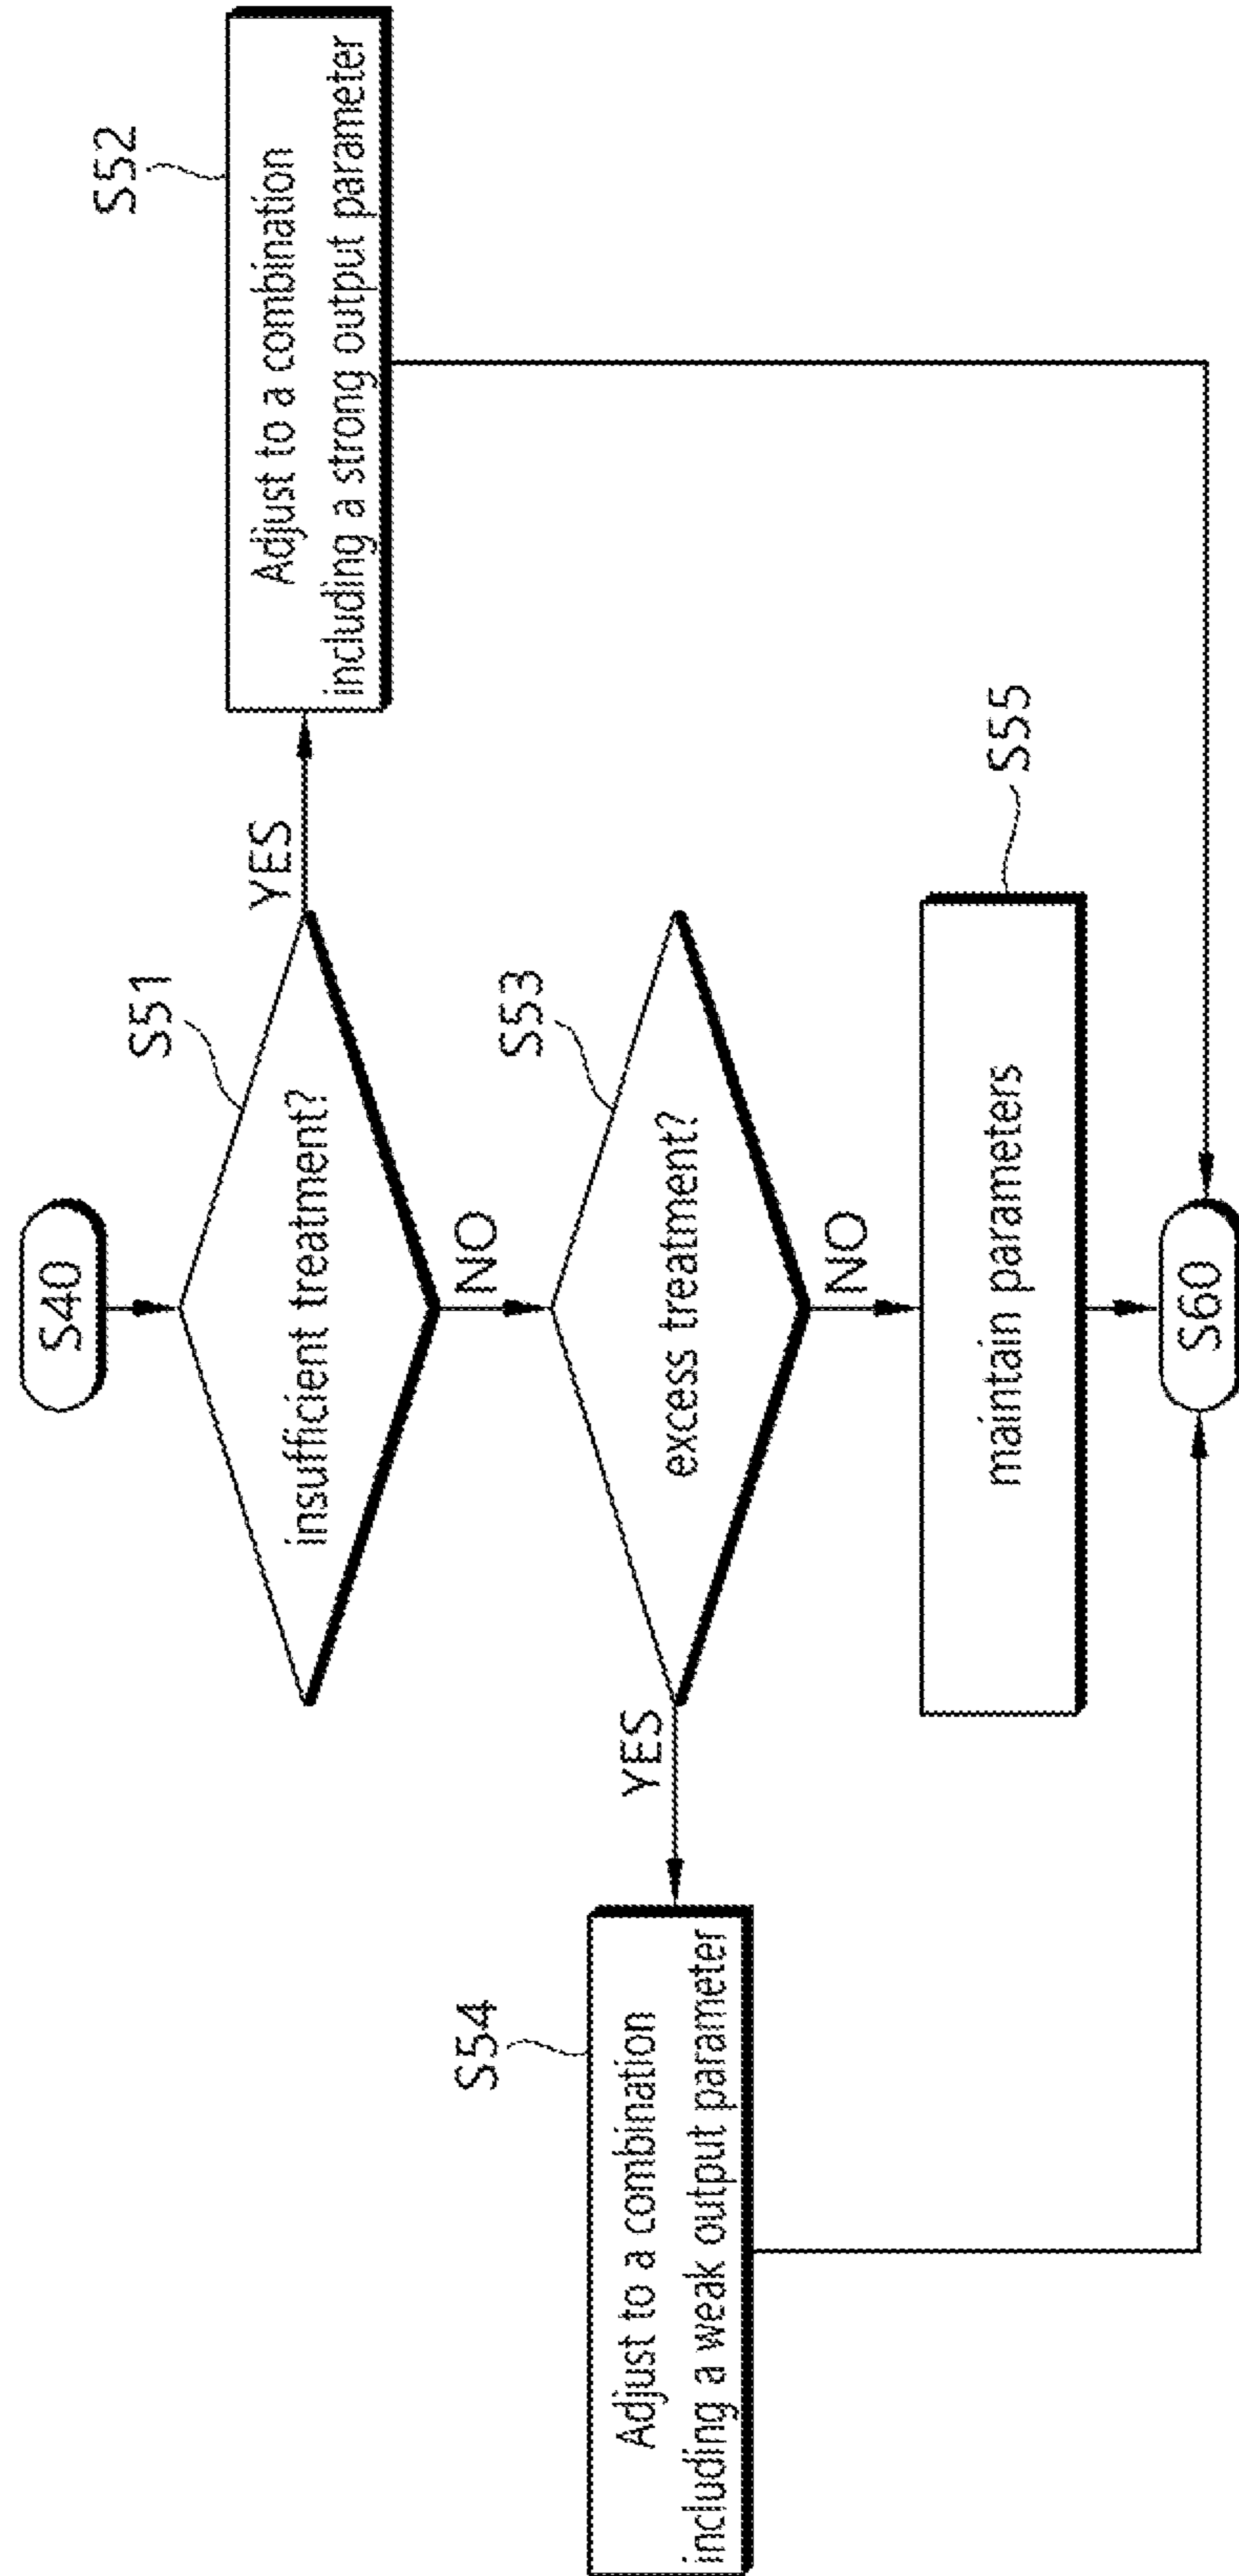 S40
S51
insufficient treatment?
YES
S52
Adjust to a combination
including a strong output parameter
NO
S53
excess treatment?
YES
S54
Adjust to a combination
including a weak output parameter
NO
S55
maintain parameters
S60